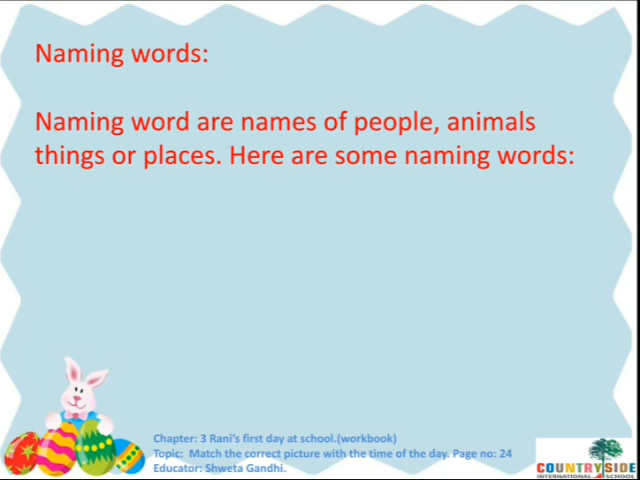 Naming words:
Naming word are names of people, animals
things or places. Here are some naming words:
Chapter: 3 Rani's first day at school.(workbook)
Topic:  Match the correct picture with the time of the day. Page no: 24
Educator: Shweta Gandhi.
COUNTRYSIDE
INTERNATIONAL SCHOOL